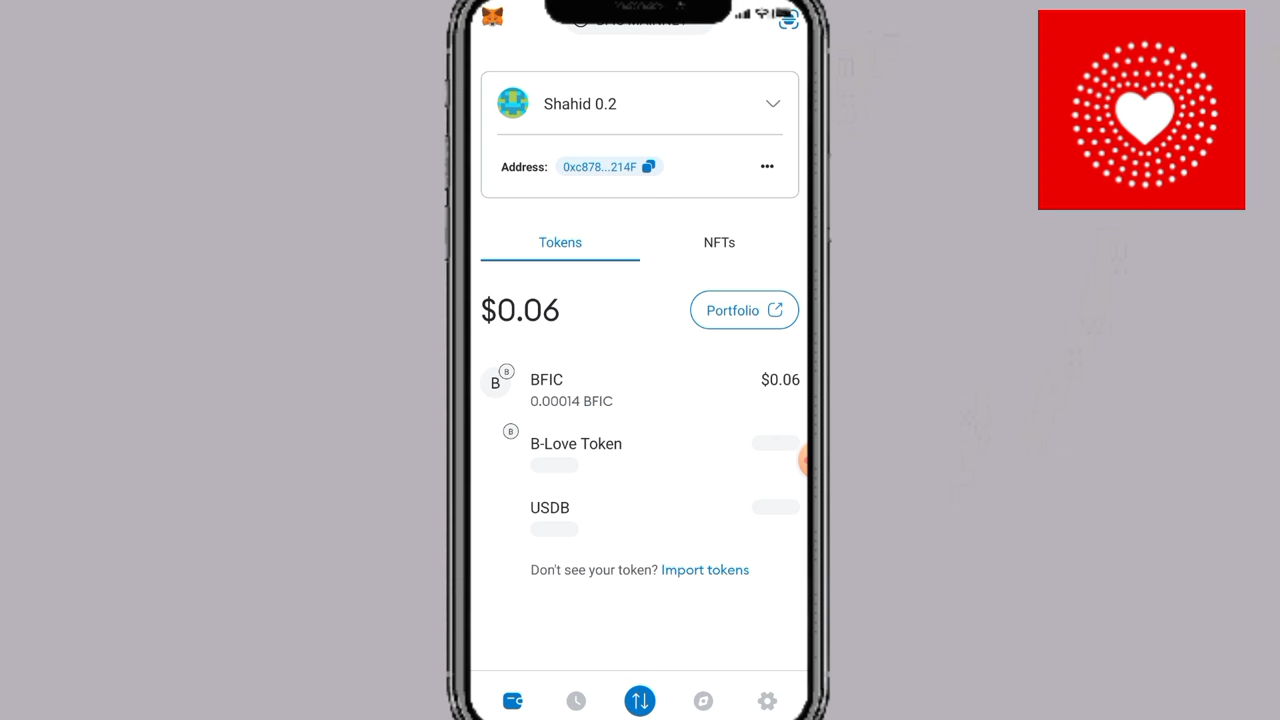 Shahid 0.2
Address: 0xc878...214F
Tokens NFTs
$0.06 Portfolio
B
B
BFIC $0.06
0.00014 BFIC
B
B-Love Token
USDB
Don't see your token? Import tokens